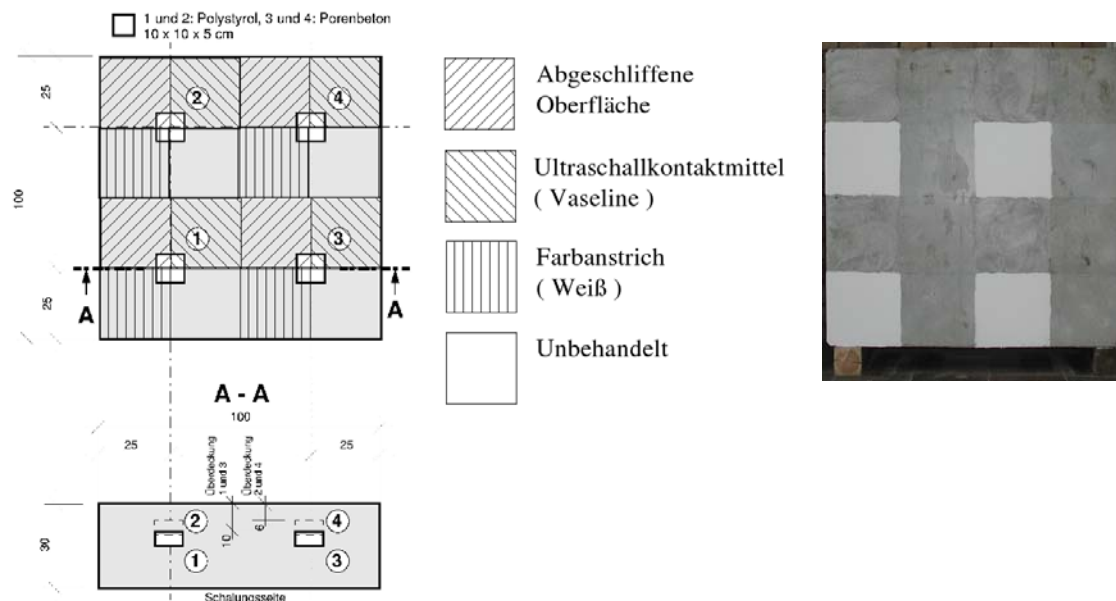 1 und 2: Polystyrol, 3 und 4: Porenbeton
10 x 10 x 5 cm
25
100
25
2
4
1
3
A
A
Abgeschliffene
Oberfläche
Ultraschallkontaktmittel
( Vaseline )
Farbanstrich
( Weiß )
Unbehandelt
A - A
100
25
25
Überdeckung
1 und 3
Überdeckung
2 und 4
10
6
30
2
4
1
3
Schalungsseite